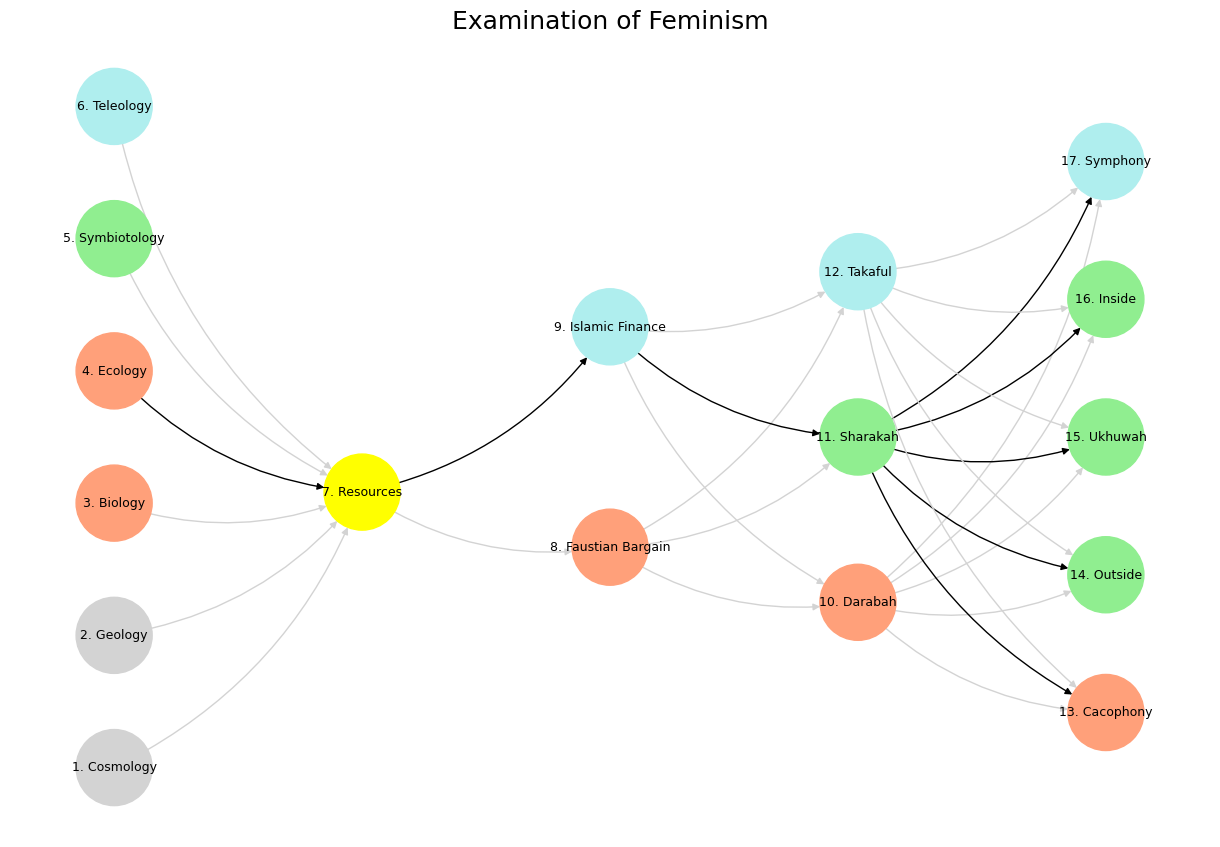 Examination of Feminism
6. Teleology
5. Symbiotology
4. Ecology
3. Biology
2. Geology
1. Cosmology
7. Resources
9. Islamic Finance
8. Faustian Bargain
12. Takaful
11. Sharakah
10. Darabah
17. Symphony
16. Inside
15. Ukhuwah
14. Outside
13. Cacophony